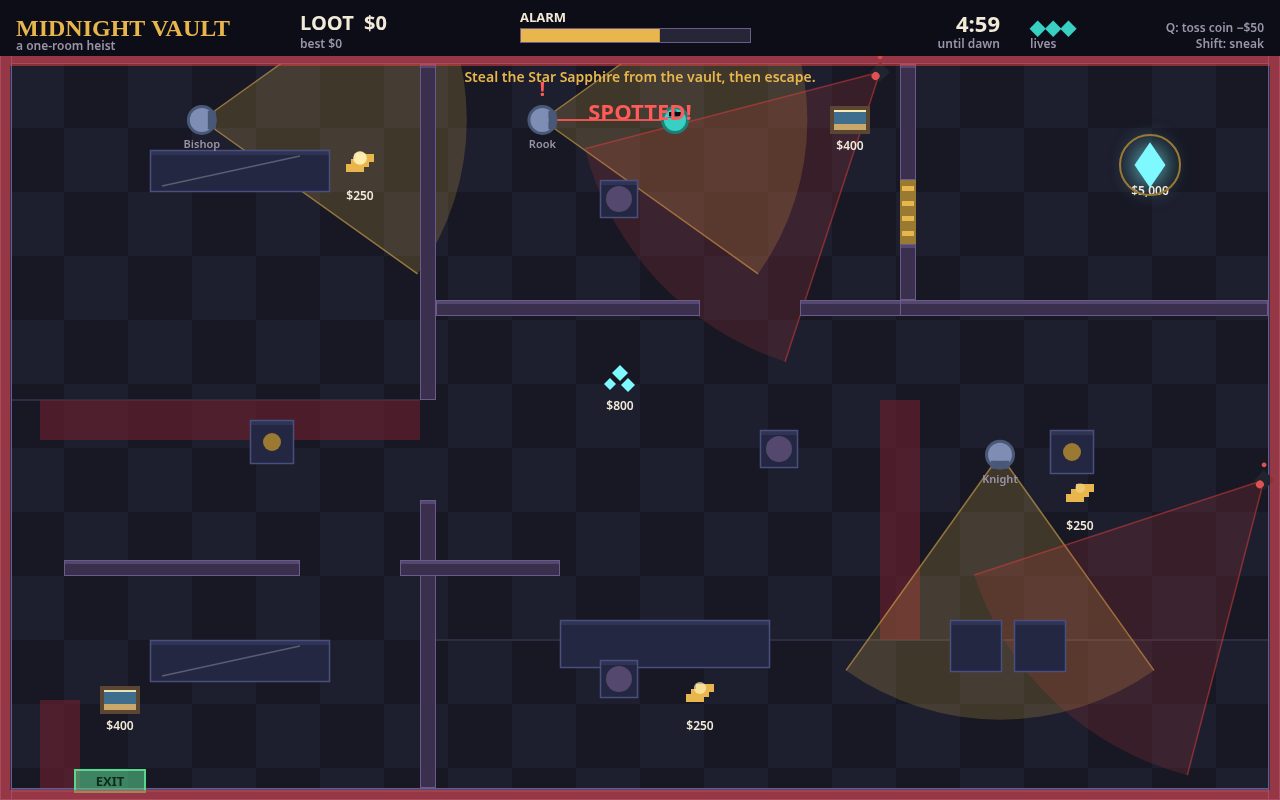 MIDNIGHT VAULT
a one-room heist
LOOT $0
best $0
ALARM
4:59
until dawn
lives
Q: toss coin −$50
Shift: sneak
Steal the Star Sapphire from the vault, then escape.
!
SPOTTED!
Bishop
Rook
$400
$250
$5,000
$800
Knight
$250
$400
$250
EXIT